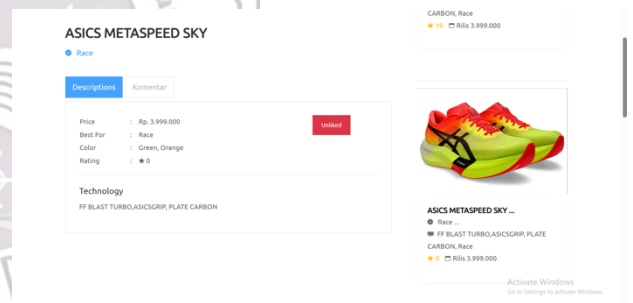 ASICS METASPEED SKY
Race
Descriptions Komentar
Price : Rp. 3.999.000
Best For : Race
Color : Green, Orange
Rating : ★ 0
Unliked
Technology
FF BLAST TURBO,ASICSGRIP, PLATE CARBON
CARBON, Race
★ 10 Rilis 3.999.000
ASICS METASPEED SKY ...
Race ...
FF BLAST TURBO,ASICSGRIP, PLATE
CARBON, Race
Rilis 3.999.000
Activate Windows
Go to Settings to activate Windows.